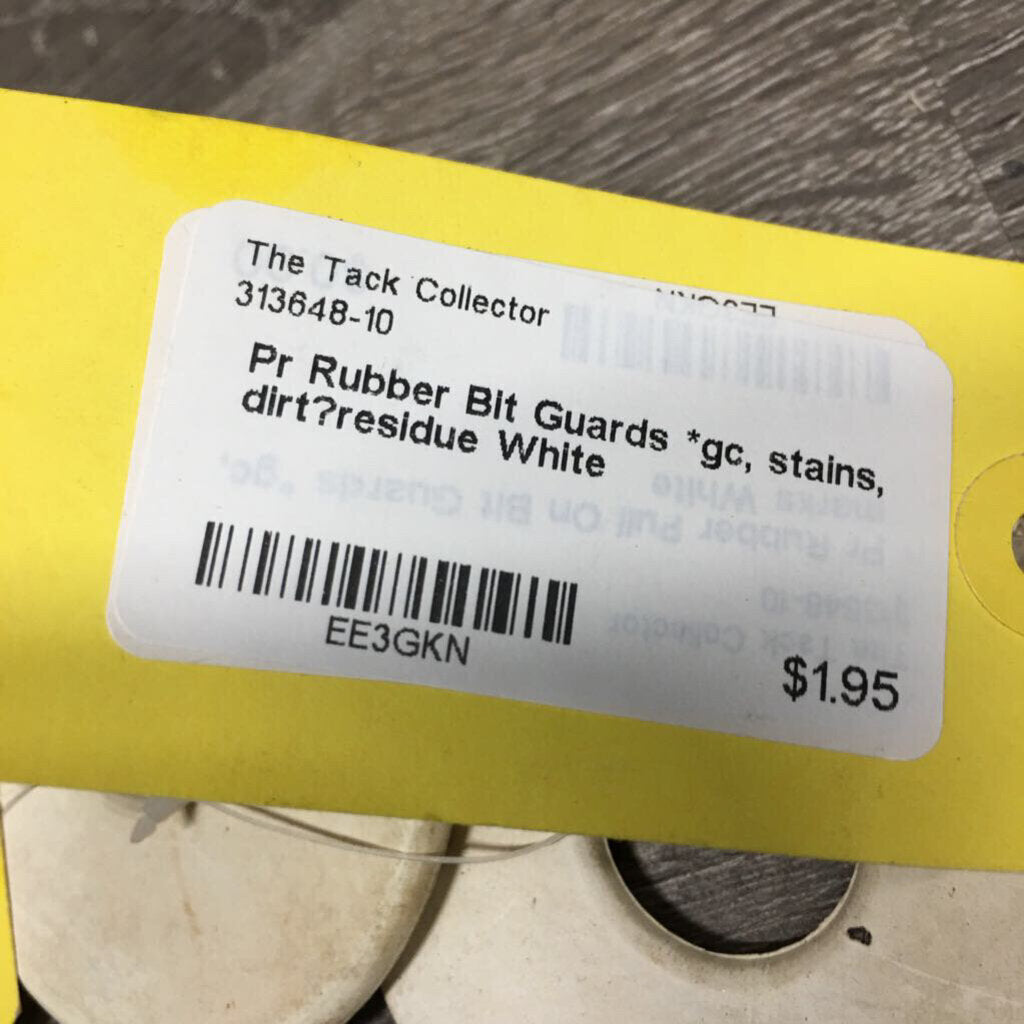 The Tack Collector
313648-10
Pr Rubber Bit Guards *gc, stains,
dirt?residue White
EE3GKN
$1.95